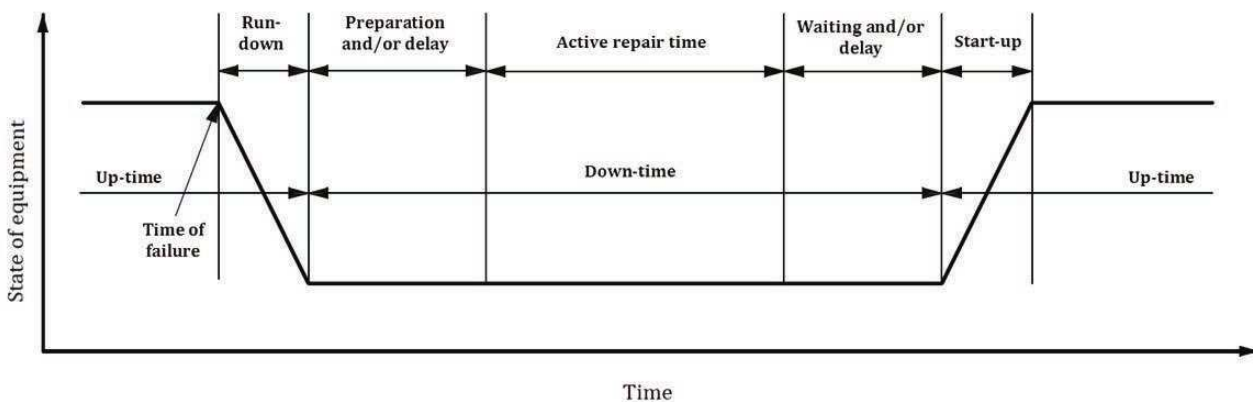 Run-
down
Preparation
and/or delay
Active repair time
Waiting and/or
delay
Start-up
State of equipment
Up-time
Down-time
Up-time
Time of
failure
Time